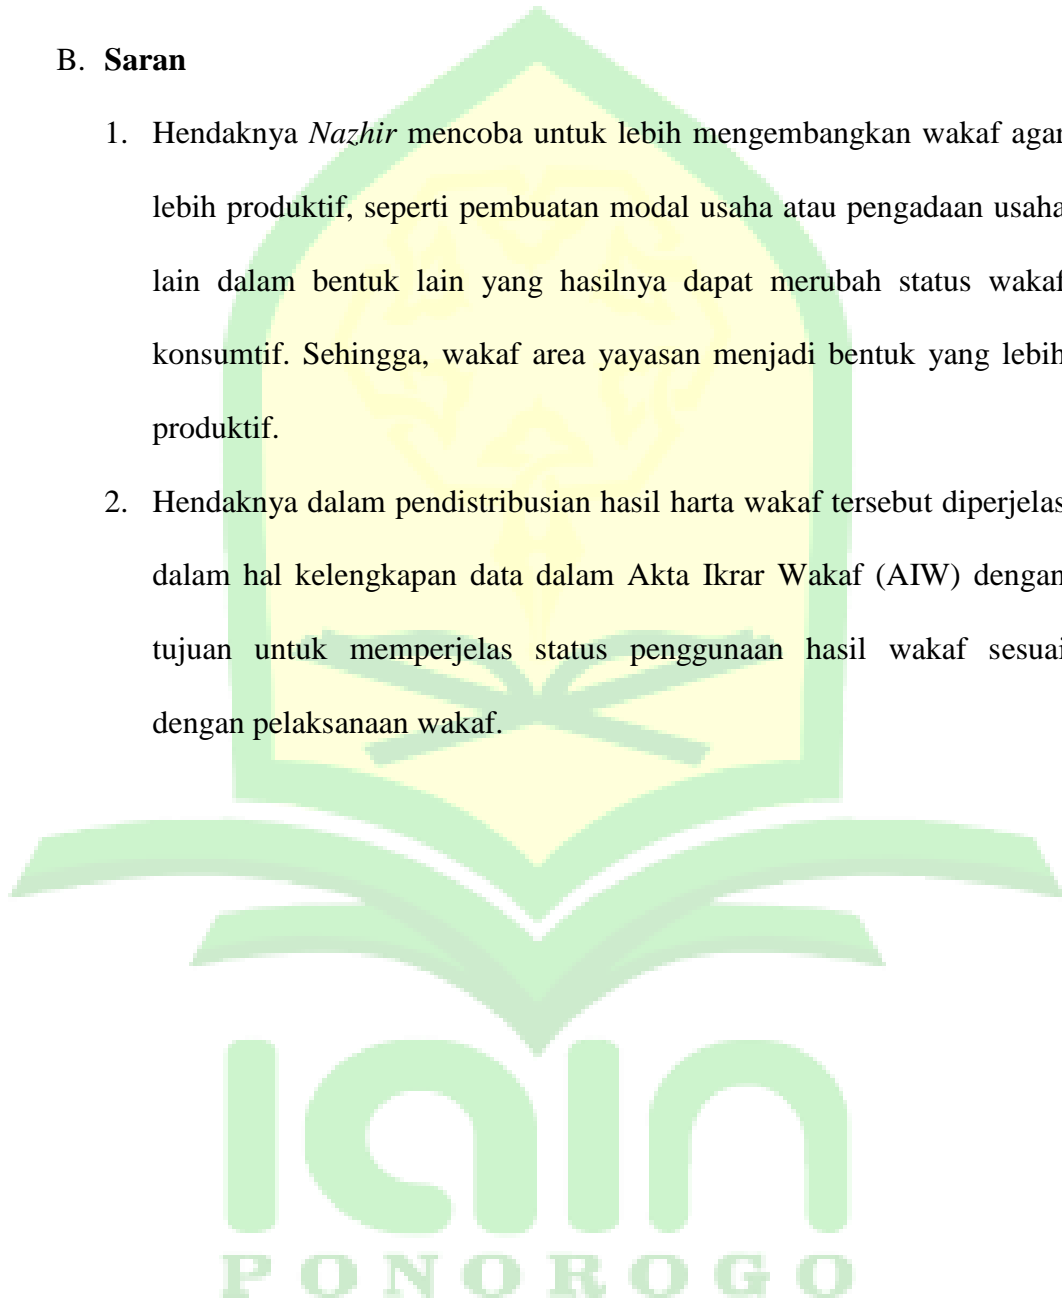 B. Saran
1. Hendaknya Nazhir mencoba untuk lebih mengembangkan wakaf agar
lebih produktif, seperti pembuatan modal usaha atau pengadaan usaha
lain dalam bentuk lain yang hasilnya dapat merubah status wakaf
konsumtif. Sehingga, wakaf area yayasan menjadi bentuk yang lebih
produktif.
2. Hendaknya dalam pendistribusian hasil harta wakaf tersebut diperjelas
dalam hal kelengkapan data dalam Akta Ikrar Wakaf (AIW) dengan
tujuan untuk memperjelas status penggunaan hasil wakaf sesuai
dengan pelaksanaan wakaf.
IAIN
PONOROGO